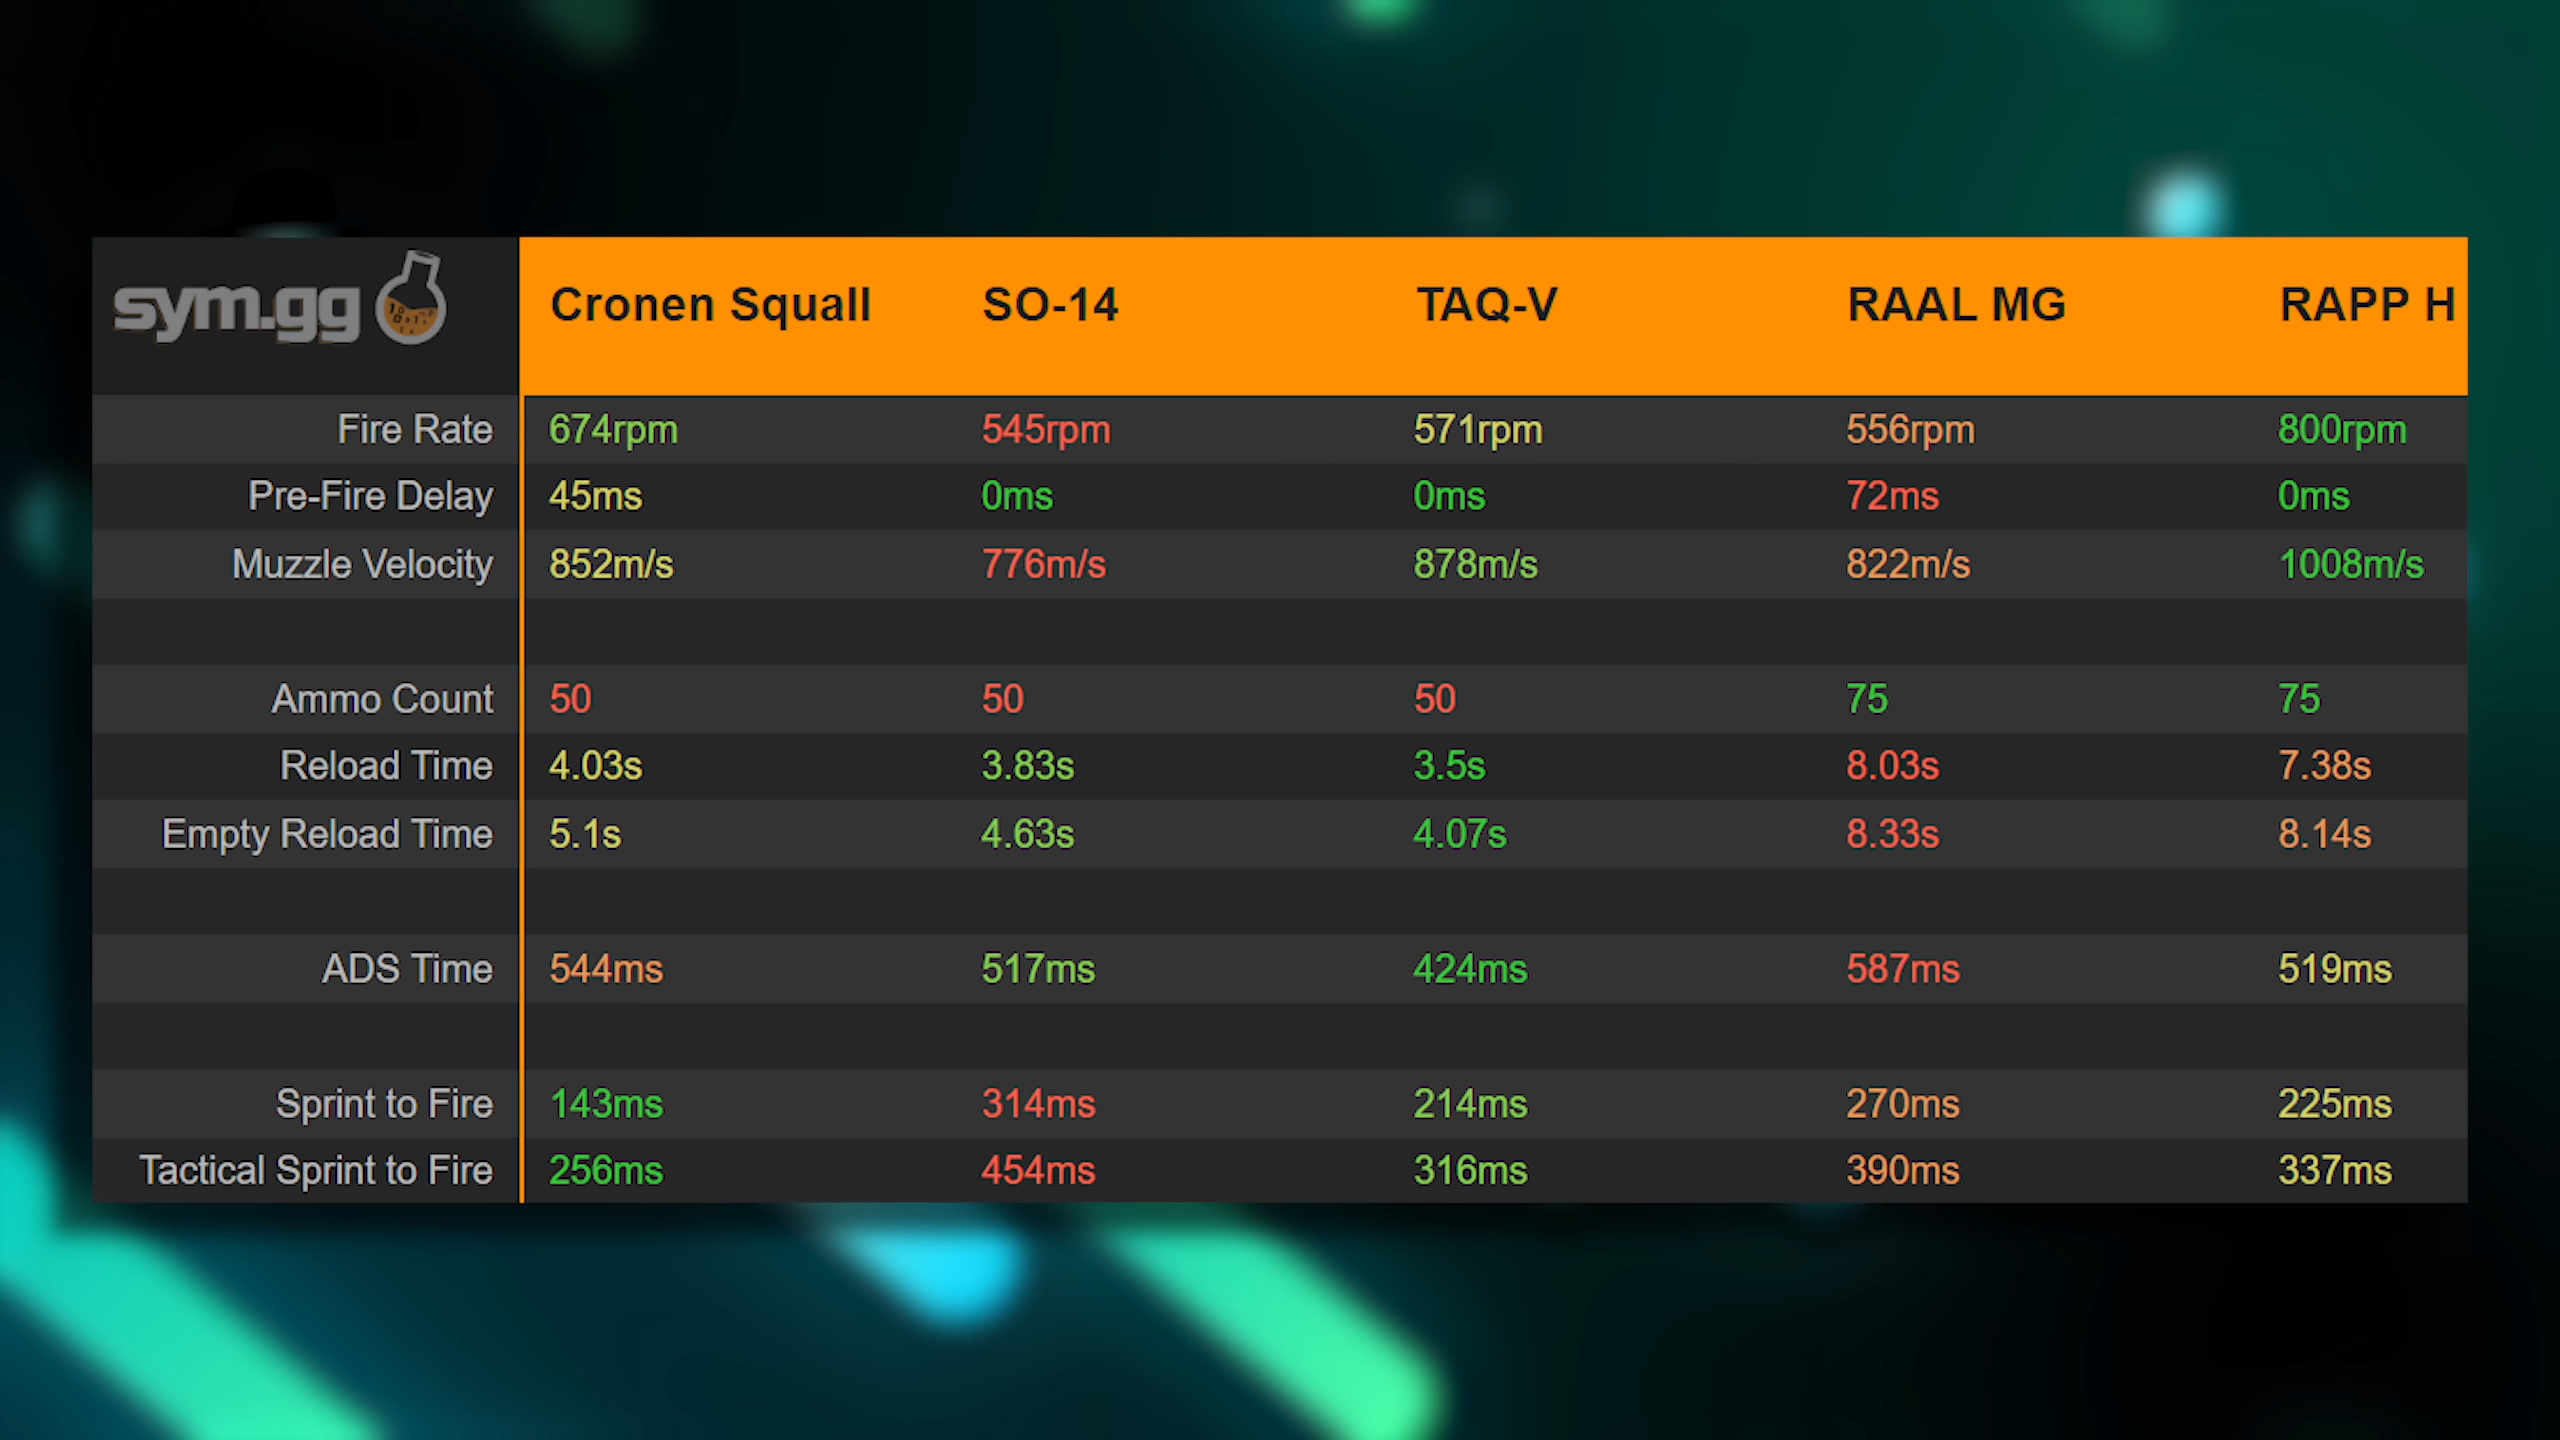 sym.gg Cronen Squall SO-14 TAQ-V RAAL MG RAPP H
Fire Rate 674rpm 545rpm 571rpm 556rpm 800rpm
Pre-Fire Delay 45ms 0ms 0ms 72ms 0ms
Muzzle Velocity 852m/s 776m/s 878m/s 822m/s 1008m/s
Ammo Count 50 50 50 75 75
Reload Time 4.03s 3.83s 3.5s 8.03s 7.38s
Empty Reload Time 5.1s 4.63s 4.07s 8.33s 8.14s
ADS Time 544ms 517ms 424ms 587ms 519ms
Sprint to Fire 143ms 314ms 214ms 270ms 225ms
Tactical Sprint to Fire 256ms 454ms 316ms 390ms 337ms